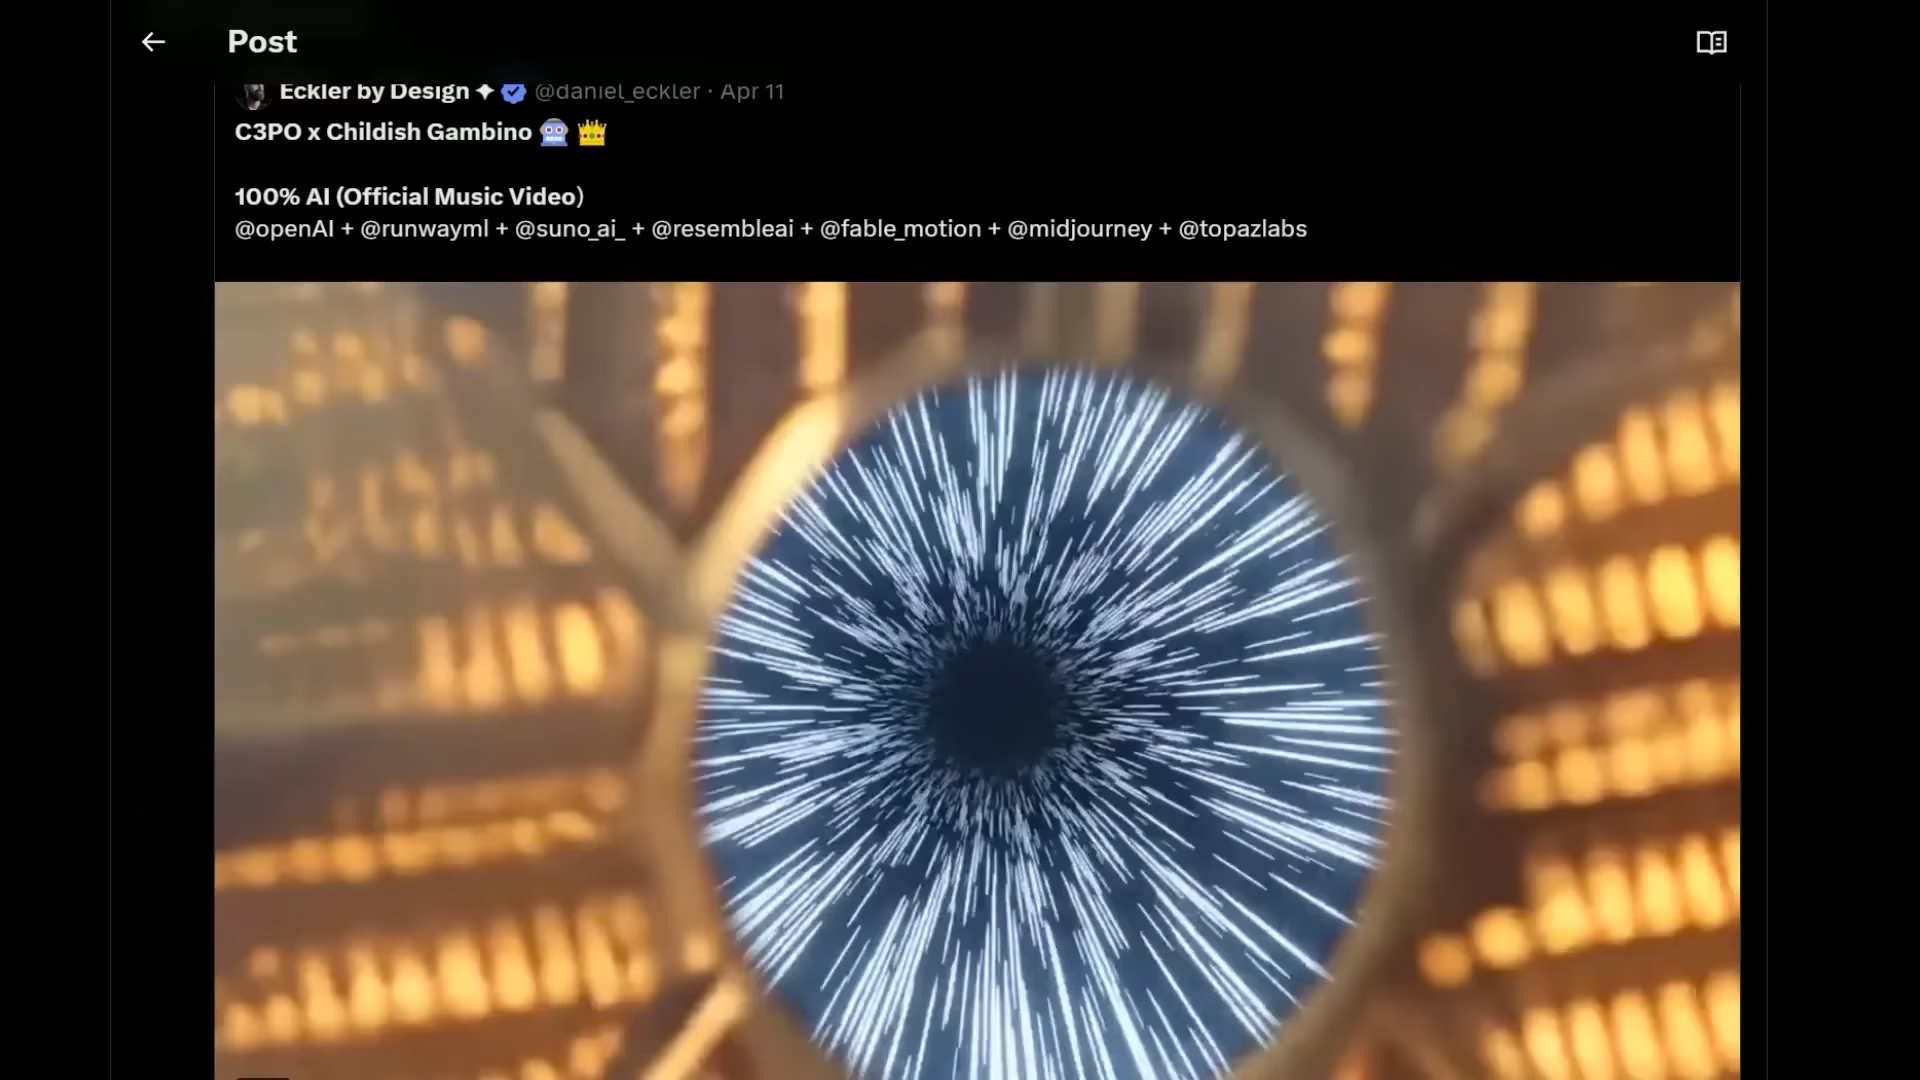 Post
Eckler by Design @daniel_eckler · Apr 11
C3PO x Childish Gambino 🤖 👑
100% AI (Official Music Video)
@openAI + @runwayml + @suno_ai_ + @resembleai + @fable_motion + @midjourney + @topazlabs